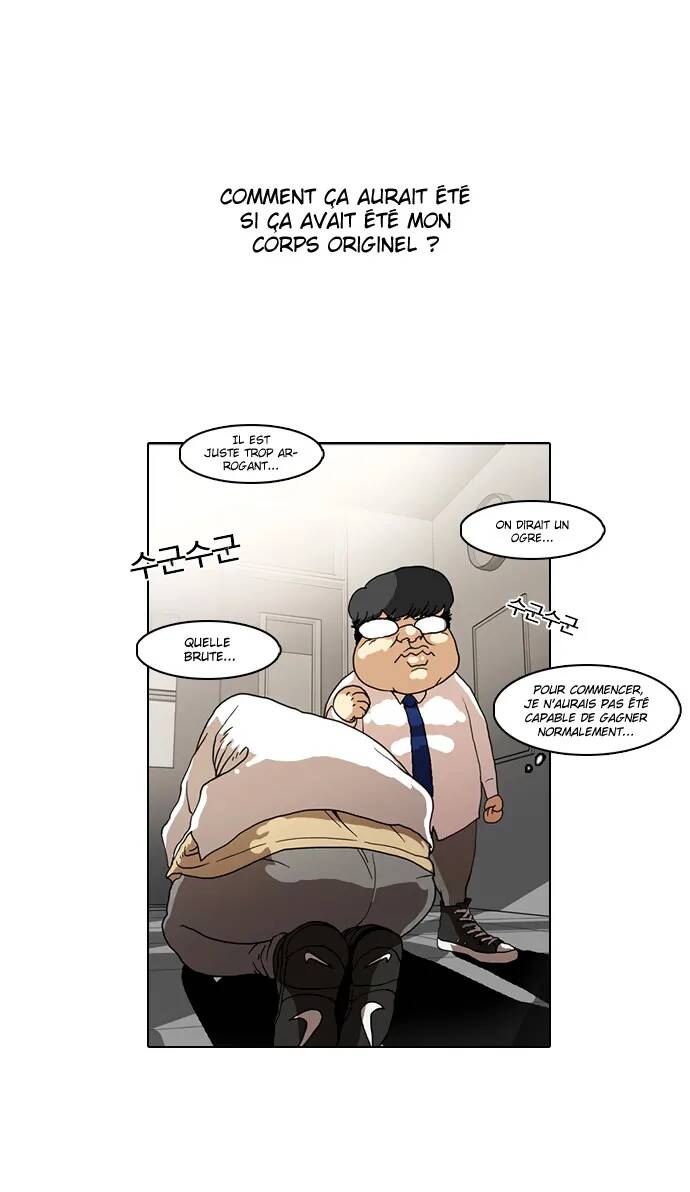 COMMENT ÇA AURAIT ÉTÉ
SI ÇA AVAIT ÉTÉ MON
CORPS ORIGINEL ?
IL EST
JUSTE TROP AR-
ROGANT...
ON DIRAIT UN
OGRE...
수군수군
수군수군
QUELLE
BRUTE...
POUR COMMENCER,
JE N'AURAIS PAS ÉTÉ
CAPABLE DE GAGNER
NORMALEMENT...